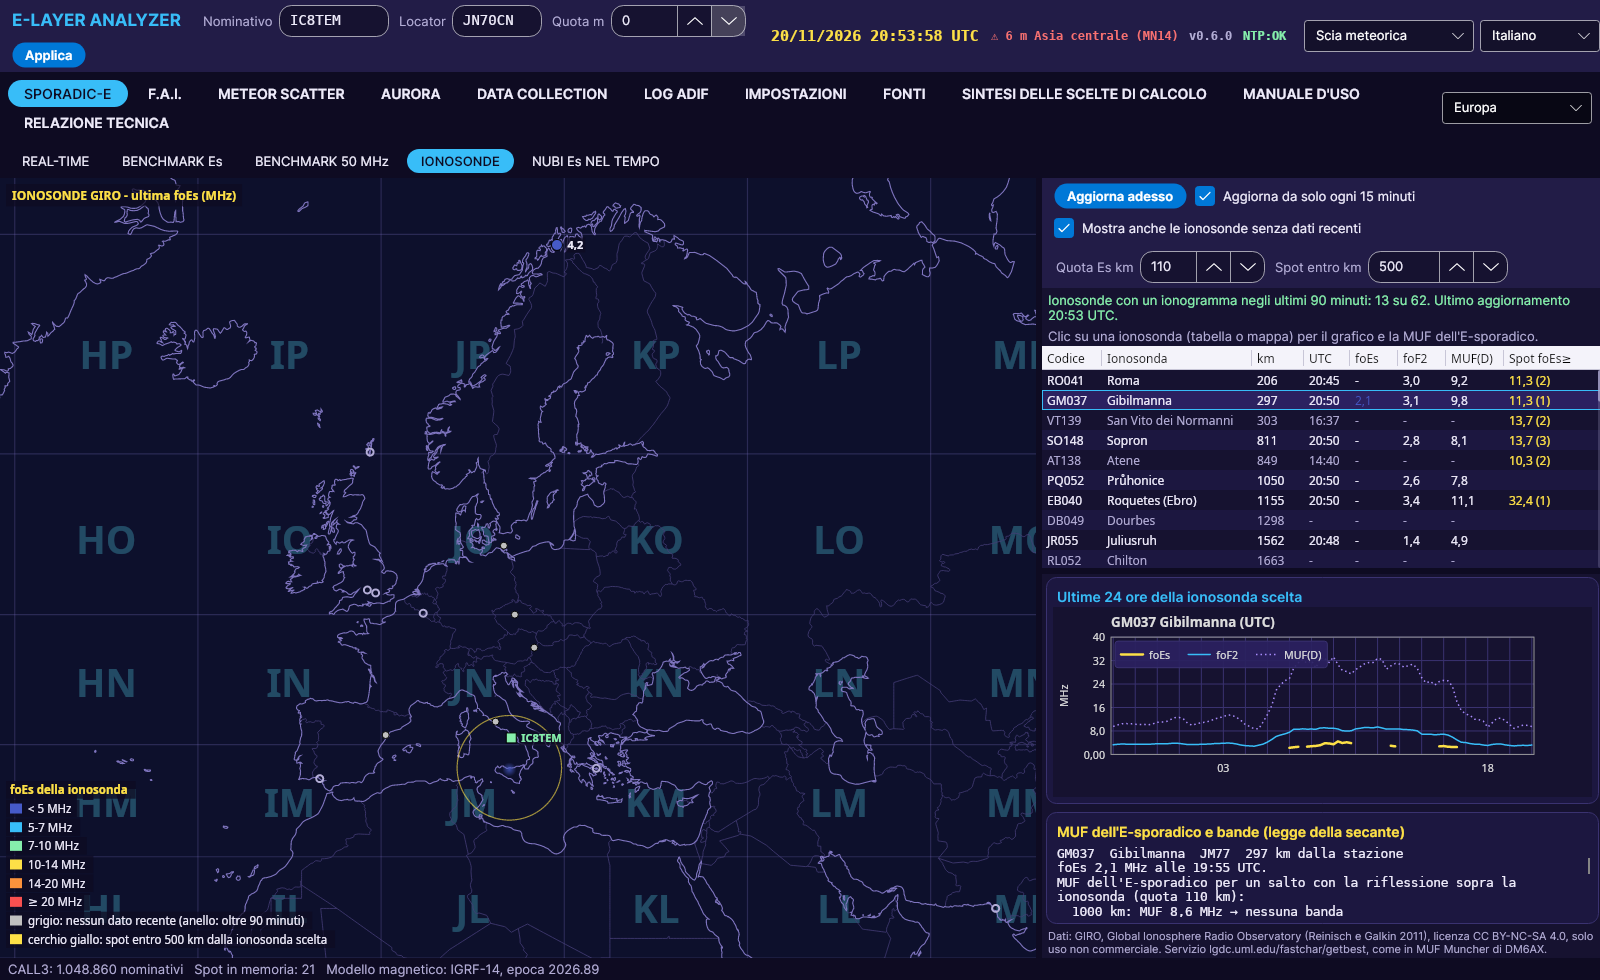 E-LAYER ANALYZER
Nominativo IC8TEM Locator JN70CN Quota m 0
20/11/2026 20:53:58 UTC ⚠ 6 m Asia centrale (MN14) v0.6.0 NTP:OK
Scia meteorica Italiano
Applica
SPORADIC-E F.A.I. METEOR SCATTER AURORA DATA COLLECTION LOG ADIF IMPOSTAZIONI FONTI SINTESI DELLE SCELTE DI CALCOLO MANUALE D'USO
RELAZIONE TECNICA
Europa
REAL-TIME BENCHMARK Es BENCHMARK 50 MHz IONOSONDE NUBI Es NEL TEMPO
IONOSONDE GIRO - ultima foEs (MHz)
4,2
HP IP JP KP LP
HO IO JO KO LO
HN IN JN KN LN
IC8TEM
HM IM JM KM LM
HL IL JL KL LL
foEs della ionosonda
< 5 MHz
5-7 MHz
7-10 MHz
10-14 MHz
14-20 MHz
≥ 20 MHz
grigio: nessun dato recente (anello: oltre 90 minuti)
cerchio giallo: spot entro 500 km dalla ionosonda scelta
Aggiorna adesso Aggiorna da solo ogni 15 minuti
Mostra anche le ionosonde senza dati recenti
Quota Es km 110 Spot entro km 500
Ionosonde con un ionogramma negli ultimi 90 minuti: 13 su 62. Ultimo aggiornamento
20:53 UTC.
Clic su una ionosonda (tabella o mappa) per il grafico e la MUF dell'E-sporadico.
Codice Ionosonda km UTC foEs foF2 MUF(D) Spot foEs≥
RO041 Roma 206 20:45 - 3,0 9,2 11,3 (2)
GM037 Gibilmanna 297 20:50 2,1 3,1 9,8 11,3 (1)
VT139 San Vito dei Normanni 303 16:37 - - - 13,7 (2)
SO148 Sopron 811 20:50 - 2,8 8,1 13,7 (3)
AT138 Atene 849 14:40 - - - 10,3 (2)
PQ052 Průhonice 1050 20:50 - 2,6 7,8
EB040 Roquetes (Ebro) 1155 20:50 - 3,4 11,1 32,4 (1)
DB049 Dourbes 1298 - - - -
JR055 Juliusruh 1562 20:48 - 1,4 4,9
RL052 Chilton 1663 - - - -
Ultime 24 ore della ionosonda scelta
GM037 Gibilmanna (UTC)
foEs foF2 MUF(D)
MHz
40
32
24
16
8,0
0,00
03 18
MUF dell'E-sporadico e bande (legge della secante)
GM037 Gibilmanna JM77 297 km dalla stazione
foEs 2,1 MHz alle 19:55 UTC.
MUF dell'E-sporadico per un salto con la riflessione sopra la
ionosonda (quota 110 km):
1000 km: MUF 8,6 MHz → nessuna banda
Dati: GIRO, Global Ionosphere Radio Observatory (Reinisch e Galkin 2011), licenza CC BY-NC-SA 4.0, solo
uso non commerciale. Servizio lgdc.uml.edu/fastchar/getbest, come in MUF Muncher di DM6AX.
CALL3: 1.048.860 nominativi Spot in memoria: 21 Modello magnetico: IGRF-14, epoca 2026.89